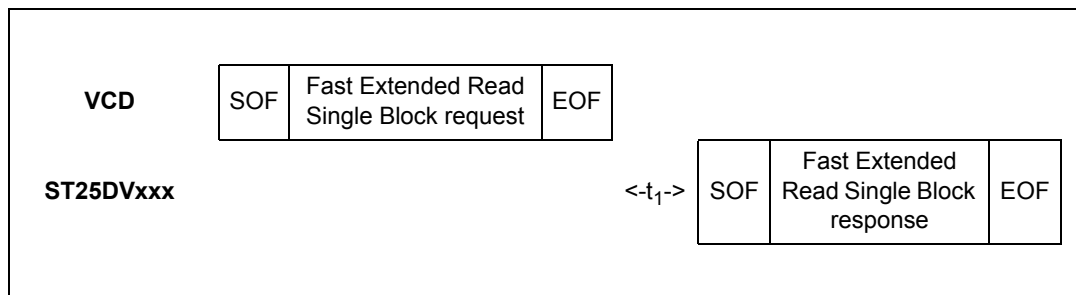 VCD
SOF
Fast Extended Read
Single Block request
EOF
ST25DVxxx
<-t1->
SOF
Fast Extended
Read Single Block
response
EOF